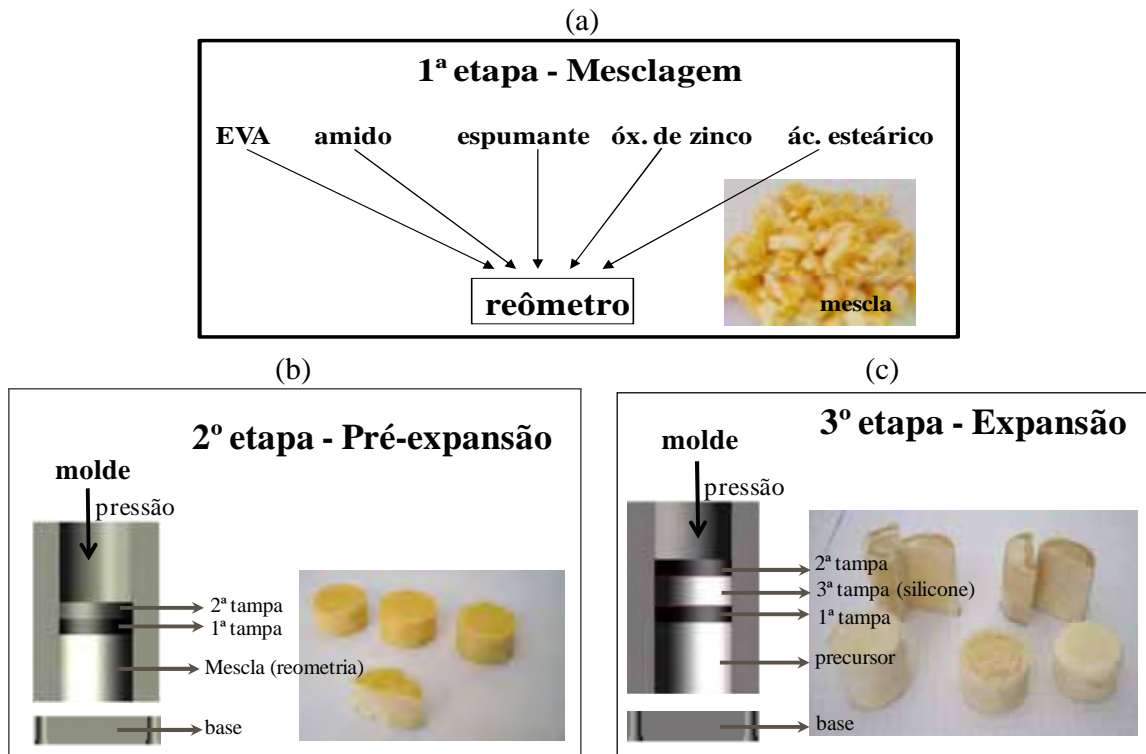 (a)
1ª etapa - Mesclagem
EVA amido espumante óx. de zinco ác. esteárico
mescla
reômetro
(b)
2º etapa - Pré-expansão
molde
pressão
2ª tampa
1ª tampa
Mescla (reometria)
base
(c)
3º etapa - Expansão
molde
pressão
2ª tampa
3ª tampa (silicone)
1ª tampa
precursor
base